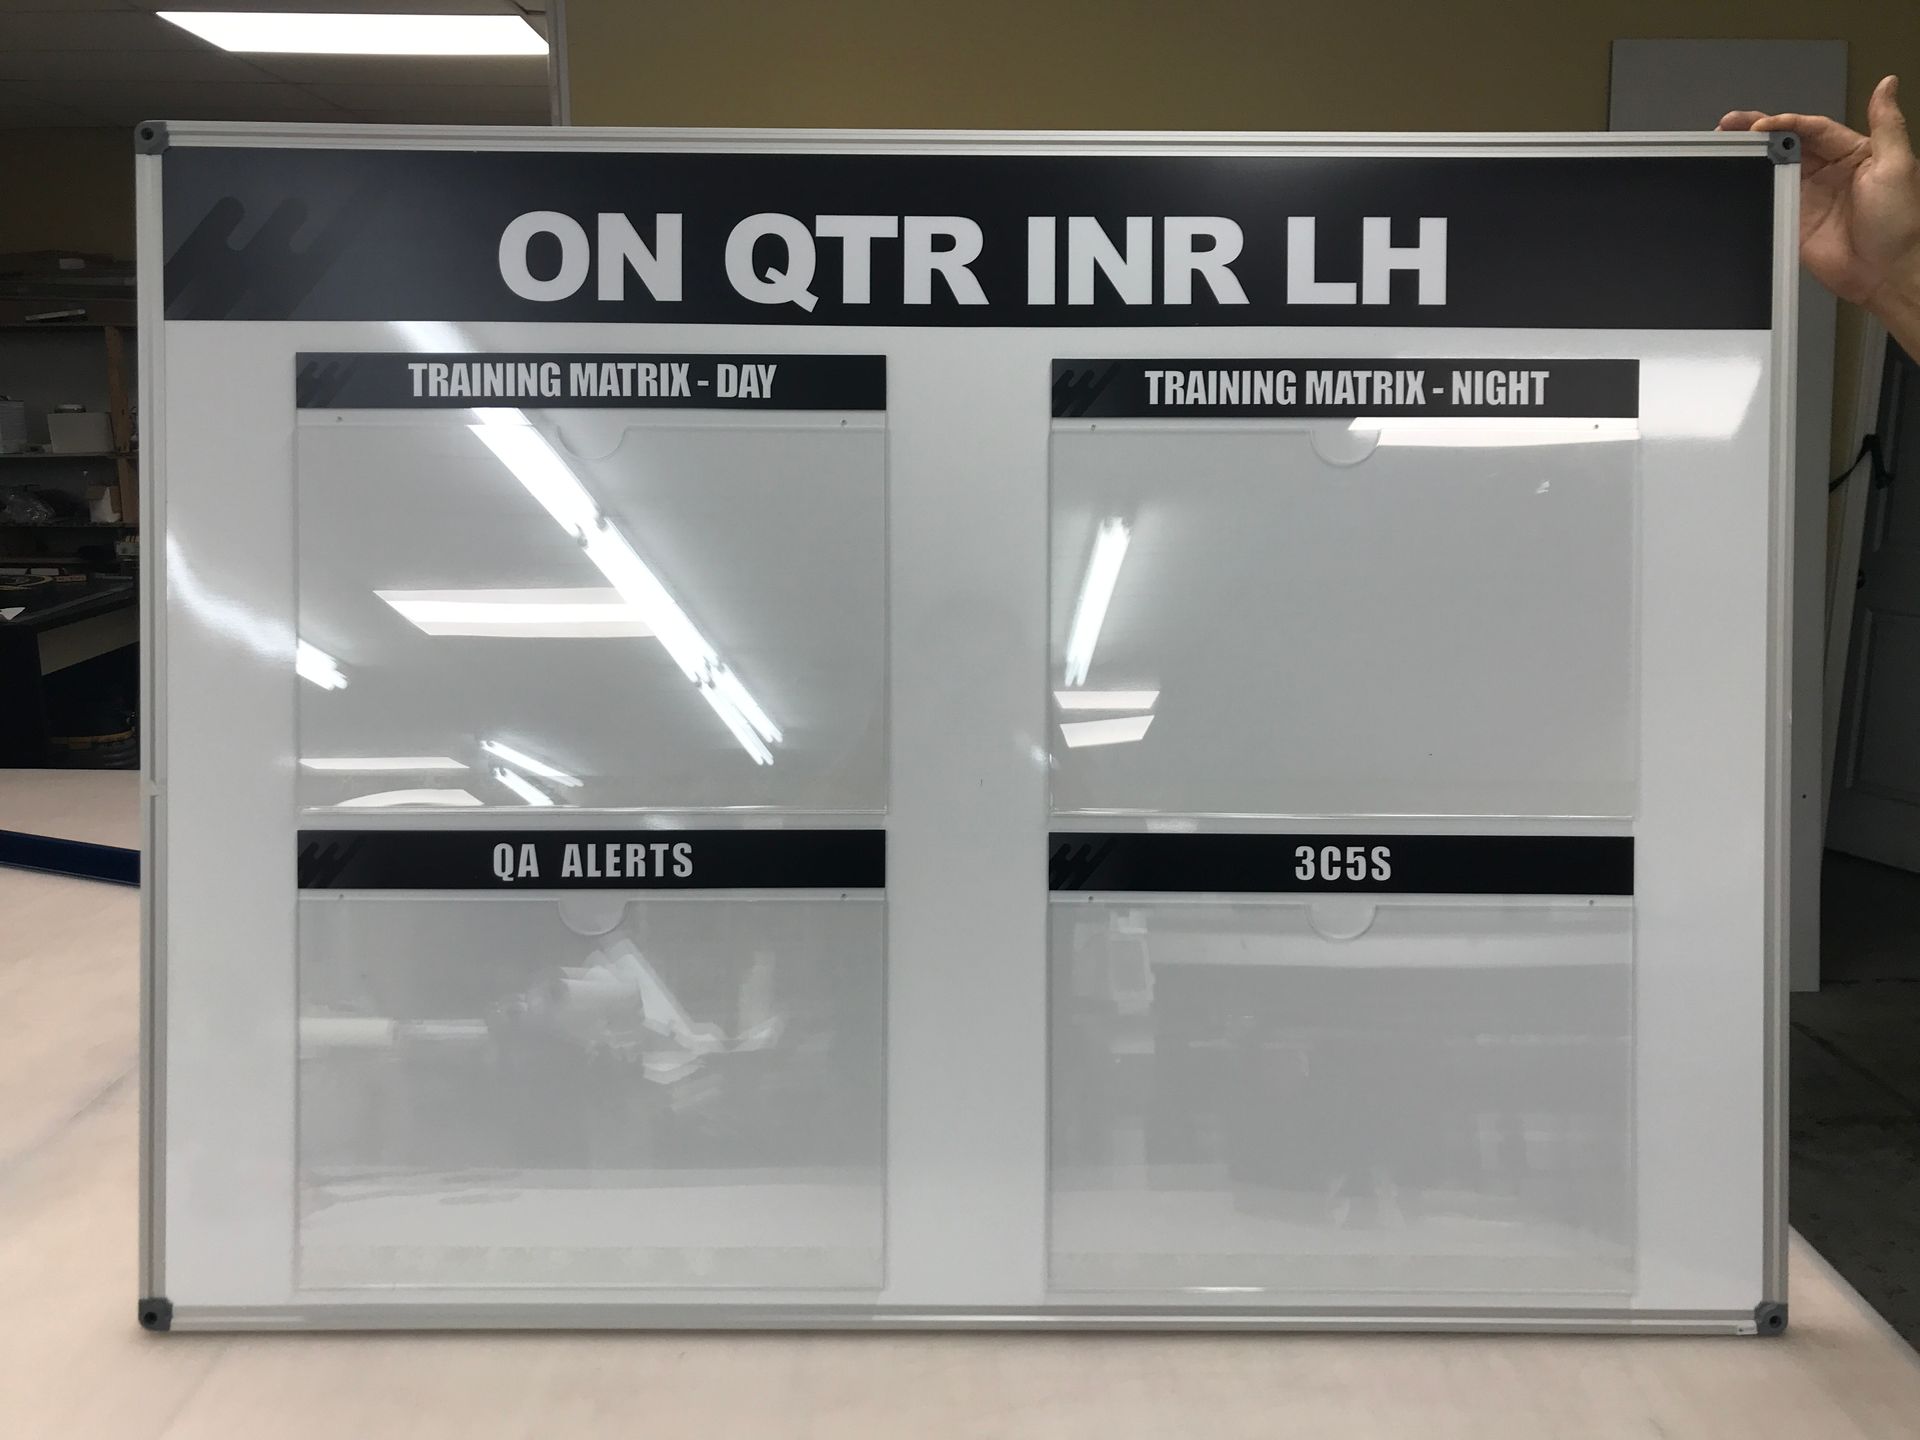 ON QTR INR LH
TRAINING MATRIX - DAY
TRAINING MATRIX - NIGHT
QA ALERTS
3C5S